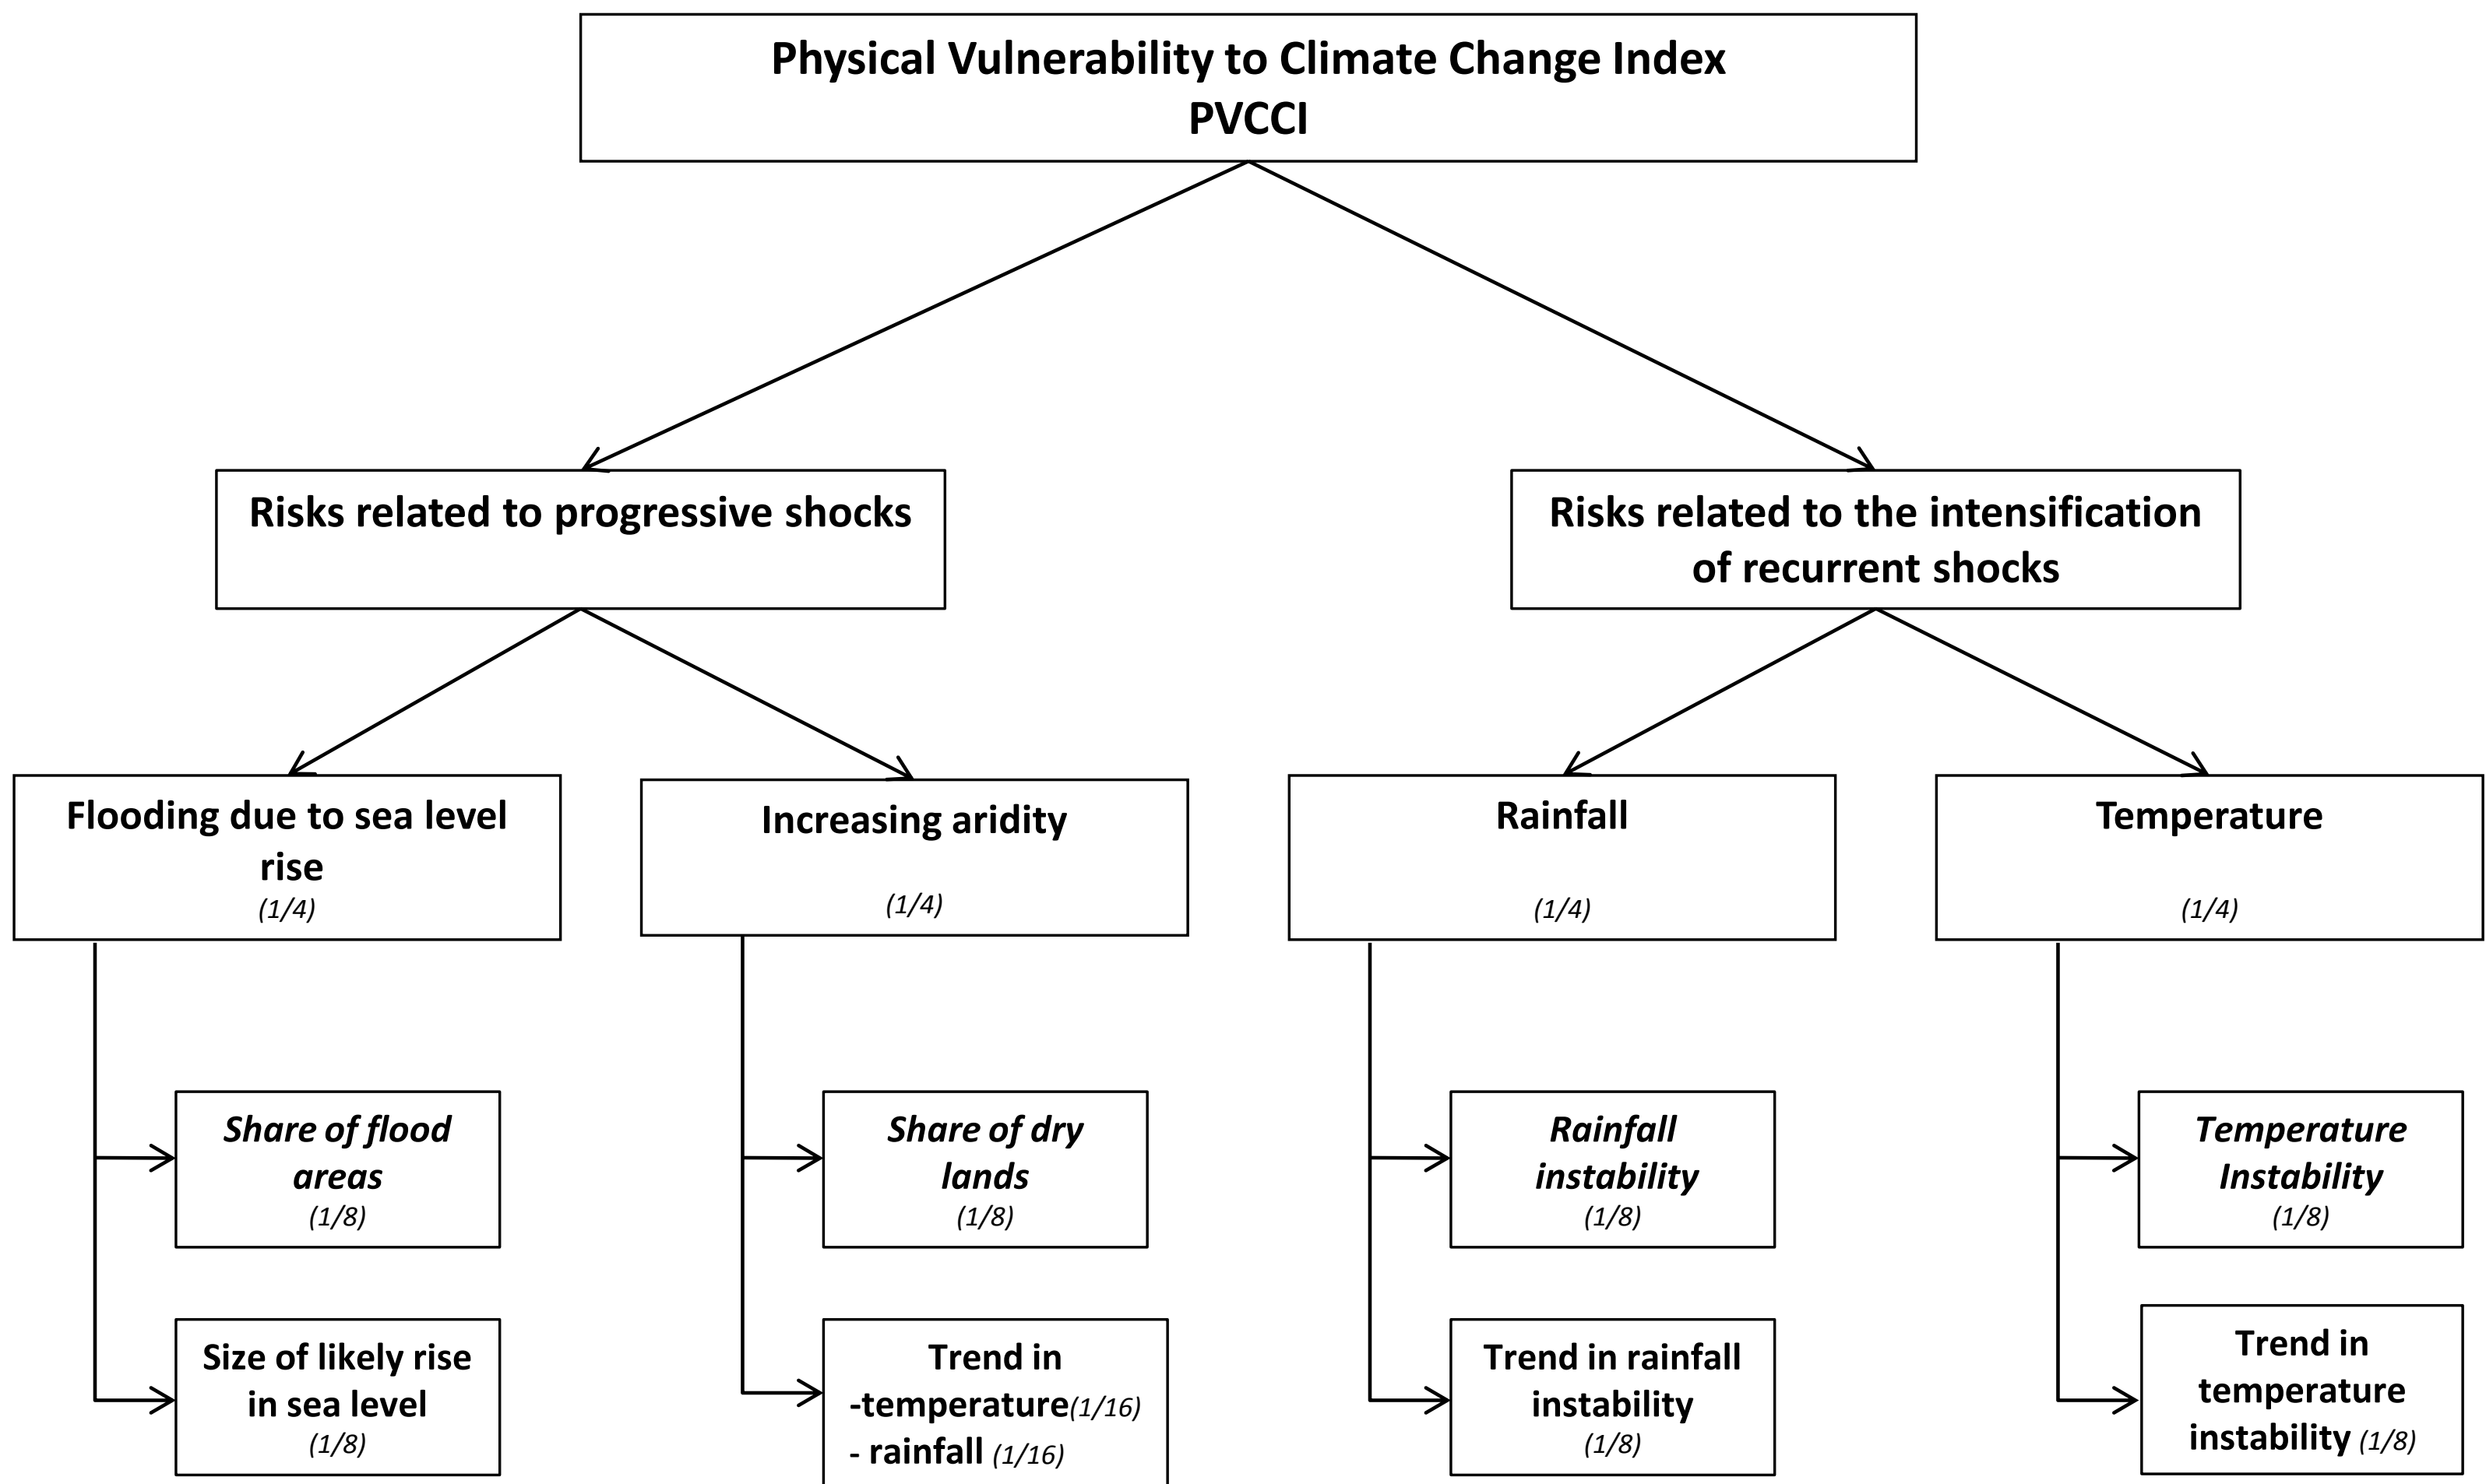 Physical Vulnerability to Climate Change Index
PVCCI
Risks related to progressive shocks
Risks related to the intensification
of recurrent shocks
Flooding due to sea level
rise
(1/4)
Increasing aridity
(1/4)
Rainfall
(1/4)
Temperature
(1/4)
Share of flood
areas
(1/8)
Share of dry
lands
(1/8)
Rainfall
instability
(1/8)
Temperature
Instability
(1/8)
Size of likely rise
in sea level
(1/8)
Trend in
-temperature(1/16)
- rainfall (1/16)
Trend in rainfall
instability
(1/8)
Trend in
temperature
instability (1/8)